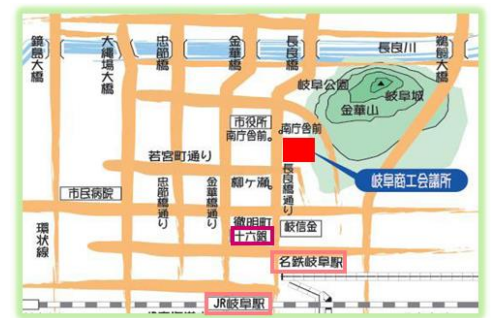 鏡島大橋
大縄場大橋
忠節橋
金華橋
長良橋
長良川
鵜飼大橋
岐阜公園
岐阜城
金華山
市役所
南庁舎前
南庁舎前
若宮町通り
岐阜商工会議所
柳ヶ瀬
長良橋通り
市民病院
忠節橋通り
金華橋通り
環状線
徹明町
十六銀
岐信金
名鉄岐阜駅
JR岐阜駅